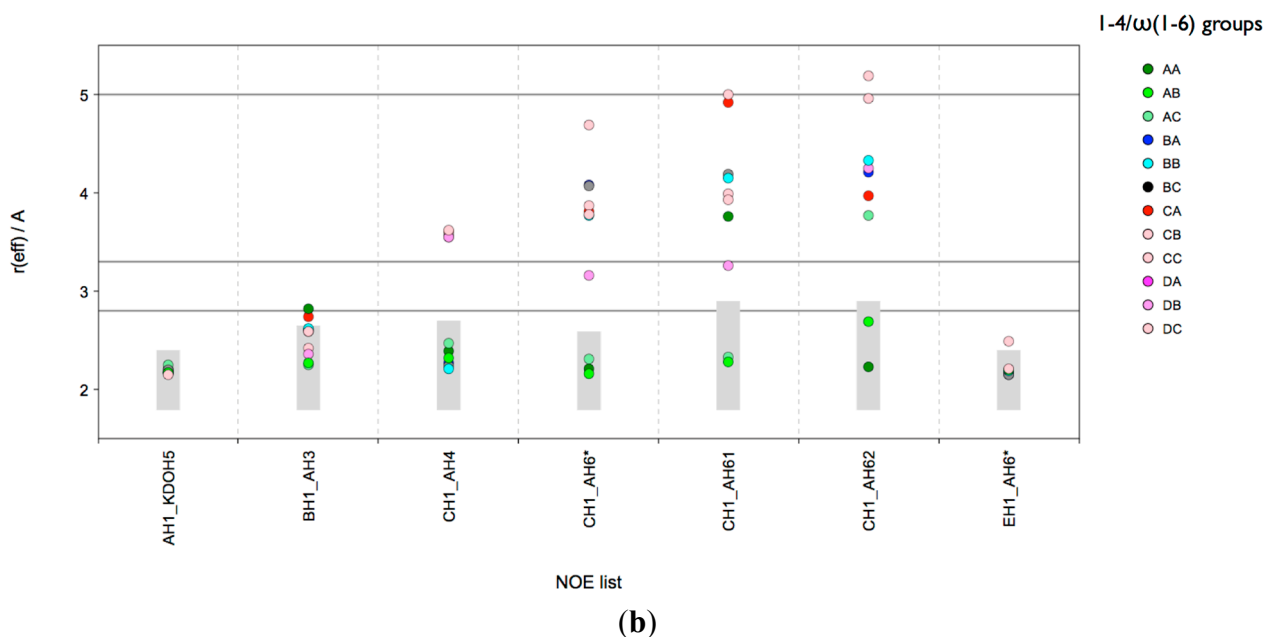 1-4/ω(1-6) groups
AA
AB
AC
BA
BB
BC
CA
CB
CC
DA
DB
DC
r(eff) / A
5
4
3
2
AH1_KDOH5
BH1_AH3
CH1_AH4
CH1_AH6*
CH1_AH61
CH1_AH62
EH1_AH6*
NOE list
(b)